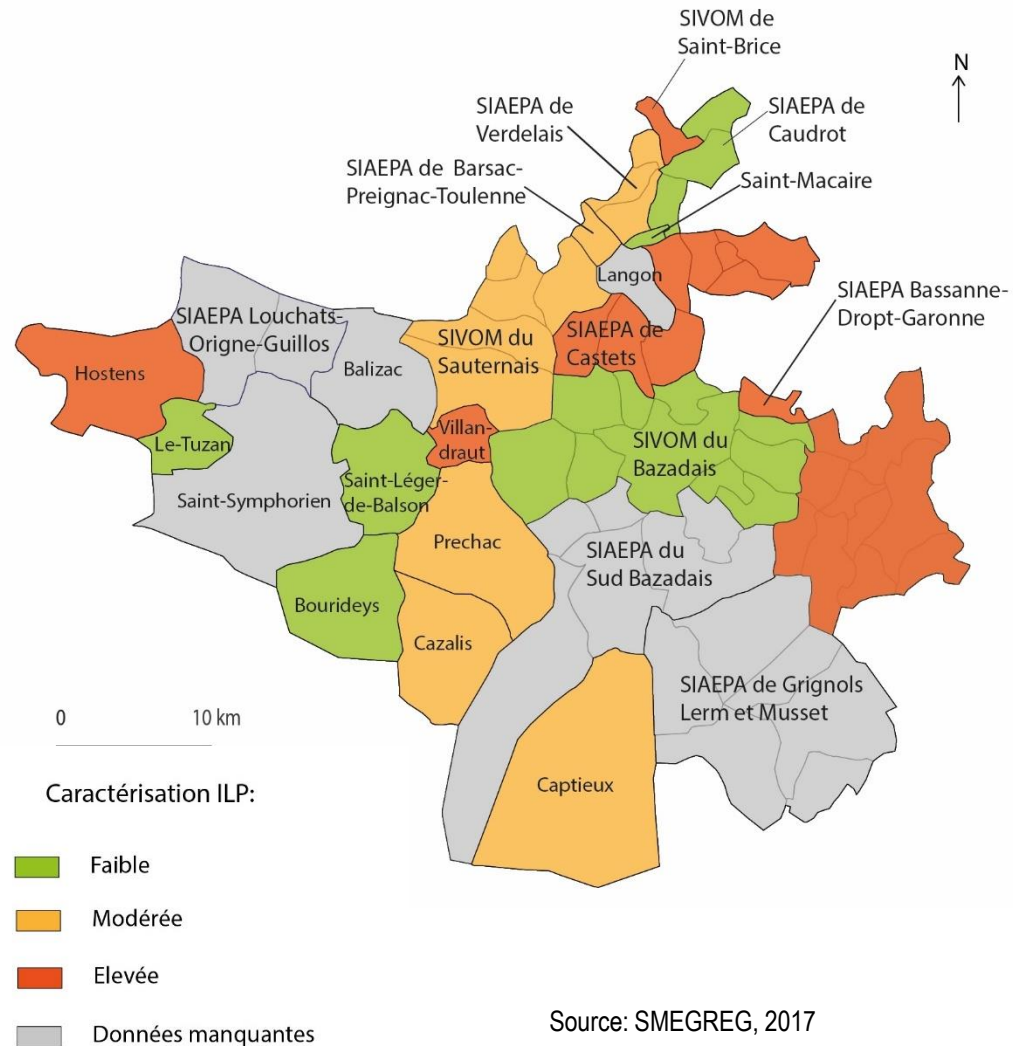 SIVOM de
Saint-Brice
N
SIAEPA de
Verdelais
SIAEPA de
Caudrot
SIAEPA de Barsac-
Preignac-Toulenne
Saint-Macaire
Langon
SIAEPA Bassanne-
Dropt-Garonne
SIAEPA Louchats-
Origne-Guillos
SIVOM du
Sauternais
SIAEPA de
Castets
Hostens
Balizac
Le-Tuzan
Villan-
draut
SIVOM du
Bazadais
Saint-Symphorien
Saint-Léger-
de-Balson
Prechac
SIAEPA du
Sud Bazadais
Bourideys
Cazalis
SIAEPA de Grignols
Lerm et Musset
0 10 km
Captieux
Caractérisation ILP:
Faible
Modérée
Elevée
Données manquantes
Source: SMEGREG, 2017